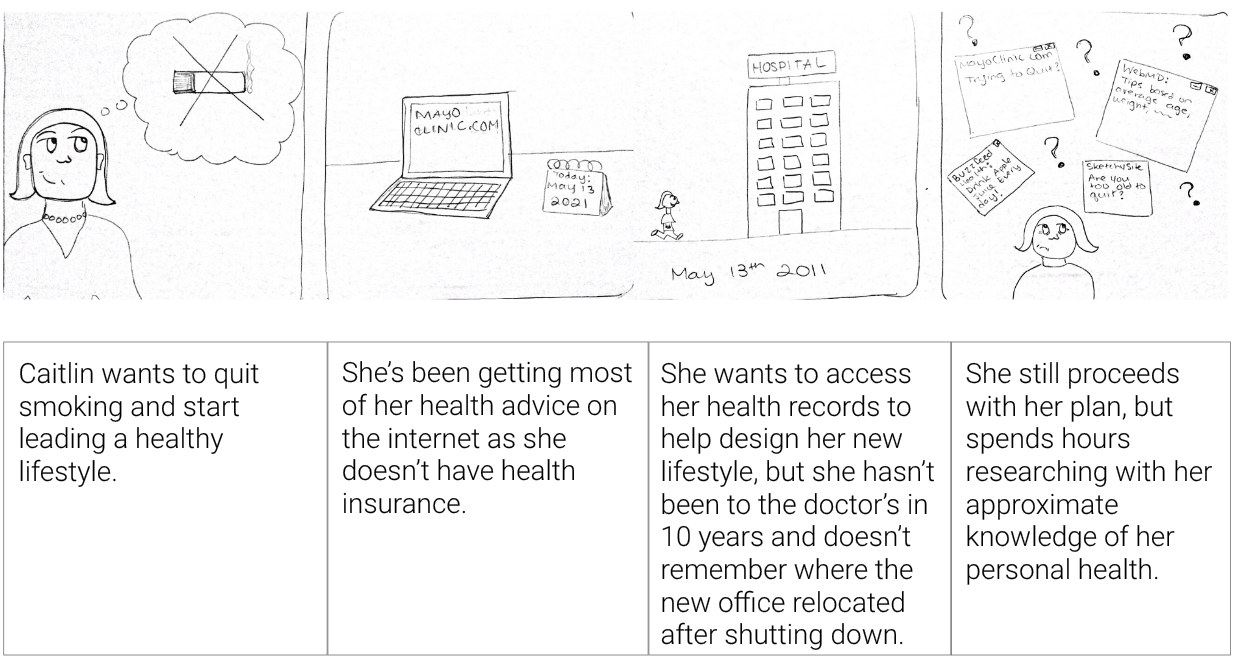 MAYO
CLINIC.COM
Today:
May 13
2021
HOSPITAL
May 13th 2011
?
?
?
MayoClinic.com
Trying to Quit?
WebMD:
Tips based on
average age,
weight,
?
Buzzfeed
Health:
Drink Apple
Juice Every
day!
SketchySite
Are you
too old to
quit?
?
Caitlin wants to quit
smoking and start
leading a healthy
lifestyle.
She's been getting most
of her health advice on
the internet as she
doesn't have health
insurance.
She wants to access
her health records to
help design her new
lifestyle, but she hasn't
been to the doctor's in
10 years and doesn't
remember where the
new office relocated
after shutting down.
She still proceeds
with her plan, but
spends hours
researching with her
approximate
knowledge of her
personal health.